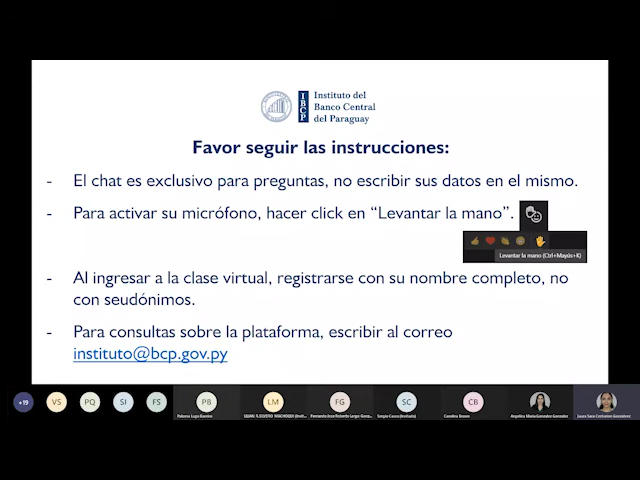 IBCP
Instituto del
Banco Central
del Paraguay
Favor seguir las instrucciones:
- El chat es exclusivo para preguntas, no escribir sus datos en el mismo.
- Para activar su micrófono, hacer click en “Levantar la mano”.
Levantar la mano (Ctrl+Mayús+K)
- Al ingresar a la clase virtual, registrarse con su nombre completo, no
con seudónimos.
- Para consultas sobre la plataforma, escribir al correo
instituto@bcp.gov.py
+19 VS PQ SI FS PB LM FG SC CB